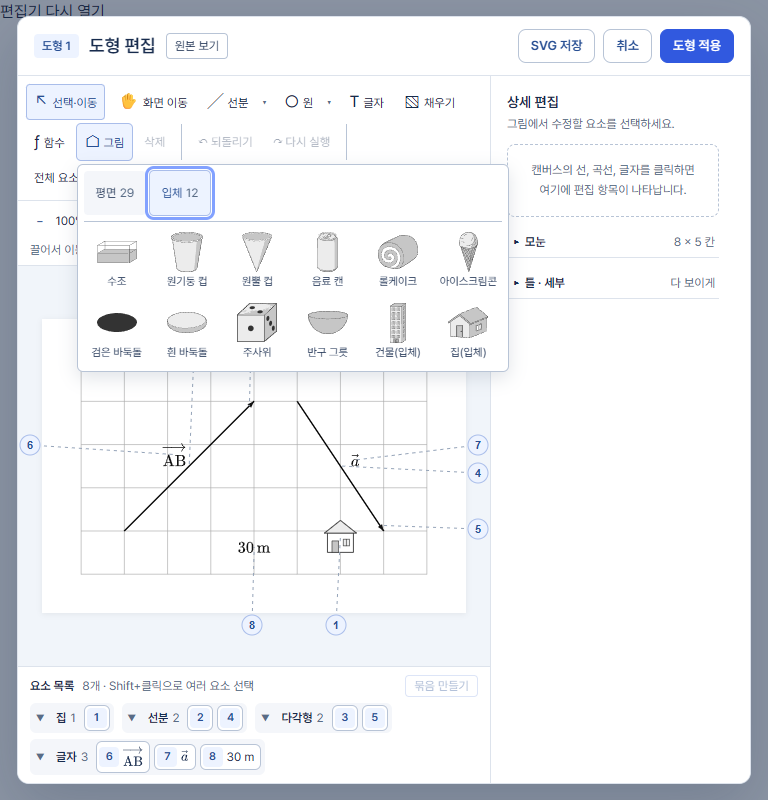 편집기 다시 열기
도형 1 도형 편집 원본 보기 SVG 저장 취소 도형 적용
선택·이동 화면 이동 선분 원 T 글자 채우기
ƒ 함수 그림 삭제 ↶ 되돌리기 ↷ 다시 실행
전체 요소
평면 29 입체 12
− 100%
끌어서 이동
수조 원기둥 컵 원뿔 컵 음료 캔 롤케이크 아이스크림콘
검은 바둑돌 흰 바둑돌 주사위 반구 그릇 건물(입체) 집(입체)
상세 편집
그림에서 수정할 요소를 선택하세요.
캔버스의 선, 곡선, 글자를 클릭하면
여기에 편집 항목이 나타납니다.
▸ 모눈 8 × 5 칸
▸ 틀 · 세부 다 보이게
6 AB a 7
4
5
30 m
8 1
요소 목록 8개 · Shift+클릭으로 여러 요소 선택 묶음 만들기
▼ 집 1 1 ▼ 선분 2 2 4 ▼ 다각형 2 3 5
▼ 글자 3 6 AB 7 a 8 30 m